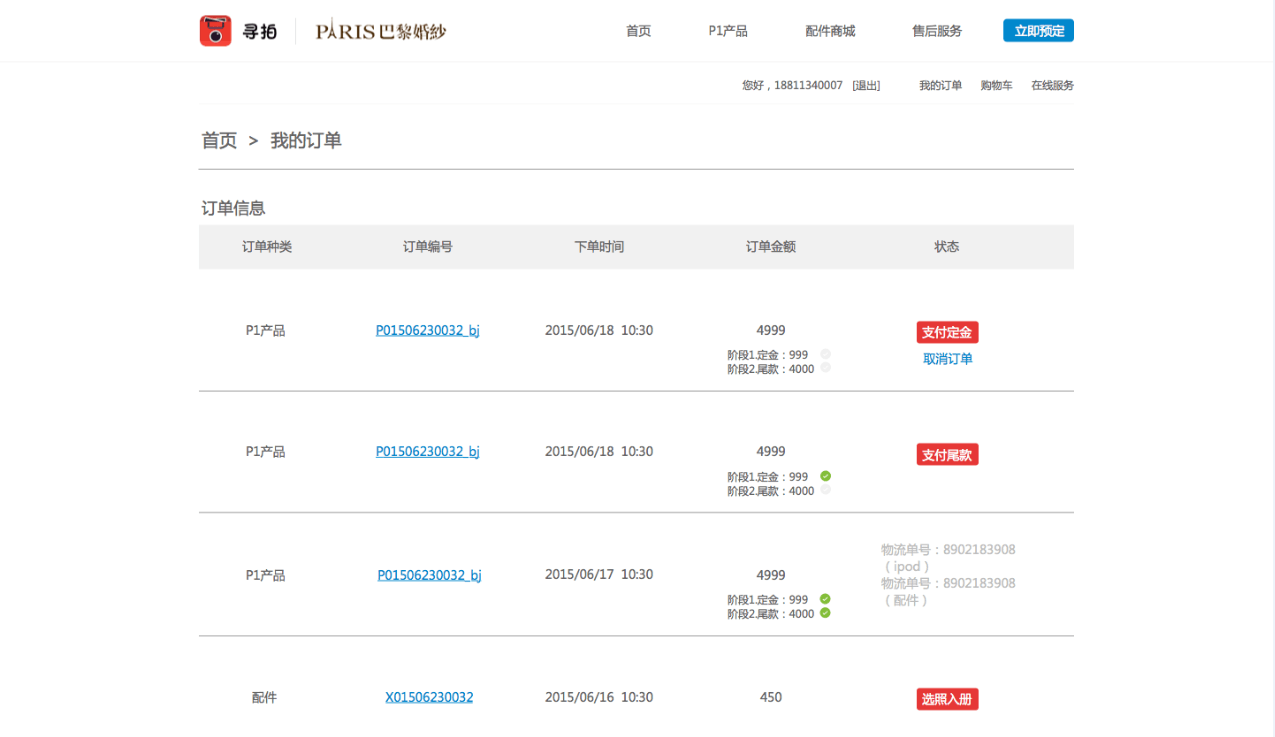 寻拍 PARIS巴黎婚紗 首页 P1产品 配件商城 售后服务 立即预定
您好，18811340007 [退出] 我的订单 购物车 在线服务
首页 > 我的订单
订单信息
订单种类 订单编号 下单时间 订单金额 状态
P1产品 P01506230032_bj 2015/06/18 10:30 4999 支付定金
阶段1.定金：999 取消订单
阶段2.尾款：4000
P1产品 P01506230032_bj 2015/06/18 10:30 4999 支付尾款
阶段1.定金：999
阶段2.尾款：4000
物流单号：8902183908
（ipod）
P1产品 P01506230032_bj 2015/06/17 10:30 4999 物流单号：8902183908
阶段1.定金：999 （配件）
阶段2.尾款：4000
配件 X01506230032 2015/06/16 10:30 450 选照入册